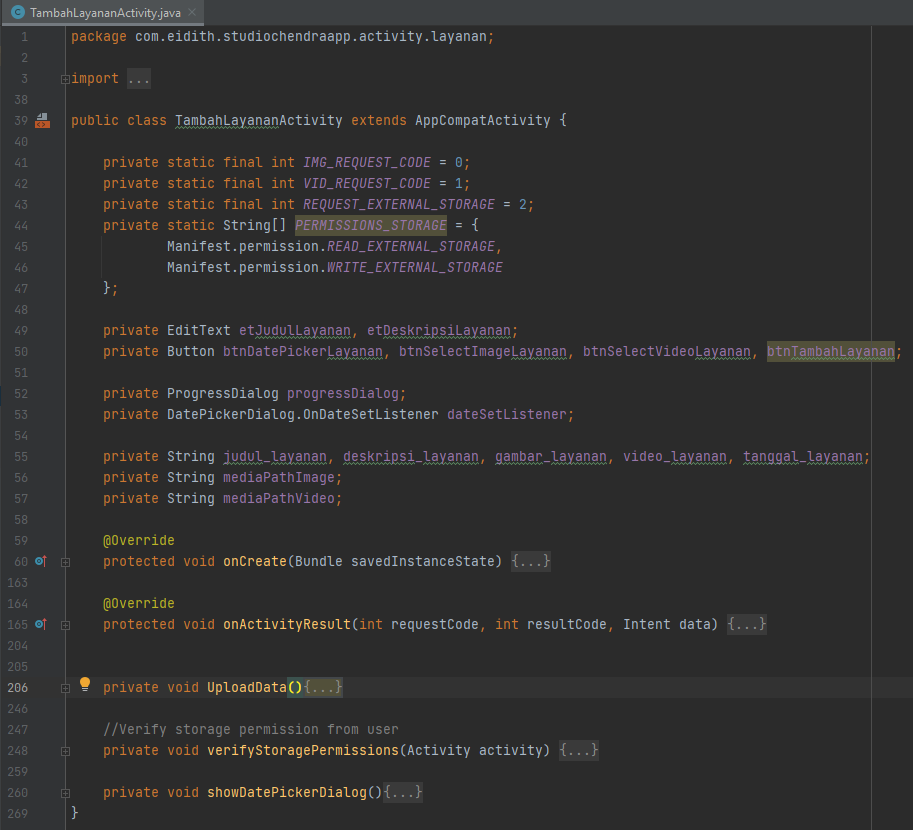 TambahLayananActivity.java
1 package com.eidith.studiochendraapp.activity.layanan;
2
3 import ...
38
39 public class TambahLayananActivity extends AppCompatActivity {
40
41 private static final int IMG_REQUEST_CODE = 0;
42 private static final int VID_REQUEST_CODE = 1;
43 private static final int REQUEST_EXTERNAL_STORAGE = 2;
44 private static String[] PERMISSIONS_STORAGE = {
45 Manifest.permission.READ_EXTERNAL_STORAGE,
46 Manifest.permission.WRITE_EXTERNAL_STORAGE
47 };
48
49 private EditText etJudulLayanan, etDeskripsiLayanan;
50 private Button btnDatePickerLayanan, btnSelectImageLayanan, btnSelectVideoLayanan, btnTambahLayanan;
51
52 private ProgressDialog progressDialog;
53 private DatePickerDialog.OnDateSetListener dateSetListener;
54
55 private String judul_layanan, deskripsi_layanan, gambar_layanan, video_layanan, tanggal_layanan;
56 private String mediaPathImage;
57 private String mediaPathVideo;
58
59 @Override
60 protected void onCreate(Bundle savedInstanceState) {...}
163
164 @Override
165 protected void onActivityResult(int requestCode, int resultCode, Intent data) {...}
204
205
206 private void UploadData(){...}
246
247 //Verify storage permission from user
248 private void verifyStoragePermissions(Activity activity) {...}
259
260 private void showDatePickerDialog(){...}
269 }